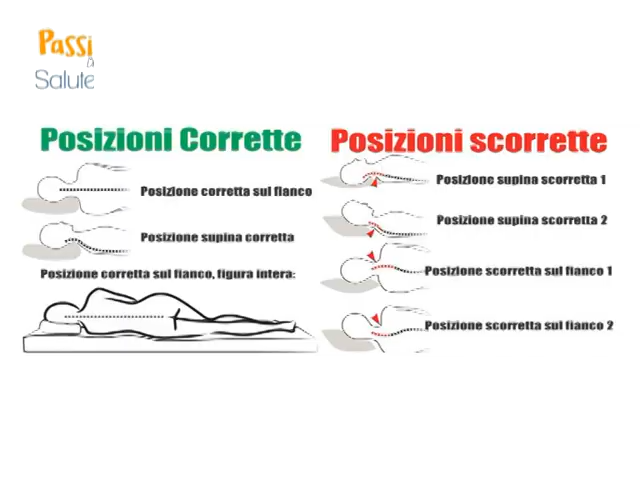 Passi
Di
Salute
Posizioni Corrette
Posizione corretta sul fianco
Posizione supina corretta
Posizione corretta sul fianco, figura intera:
Posizioni scorrette
Posizione supina scorretta 1
Posizione supina scorretta 2
Posizione scorretta sul fianco 1
Posizione scorretta sul fianco 2